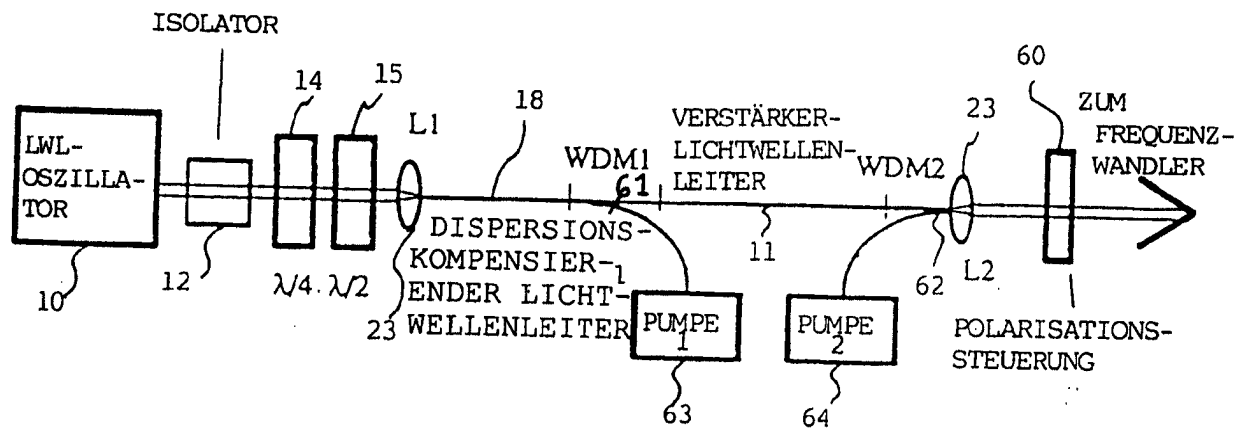 ISOLATOR
LWL-
OSZILLA-
TOR
10
12
14
λ/4
15
λ/2
L1
23
18
DISPERSIONS-
KOMPENSIER-
ENDER LICHT-
WELLENLEITER
WDM1
61
PUMPE
1
63
VERSTÄRKER-
LICHTWELLEN-
LEITER
11
WDM2
PUMPE
2
64
62
23
L2
60
ZUM
FREQUENZ-
WANDLER
POLARISATIONS-
STEUERUNG